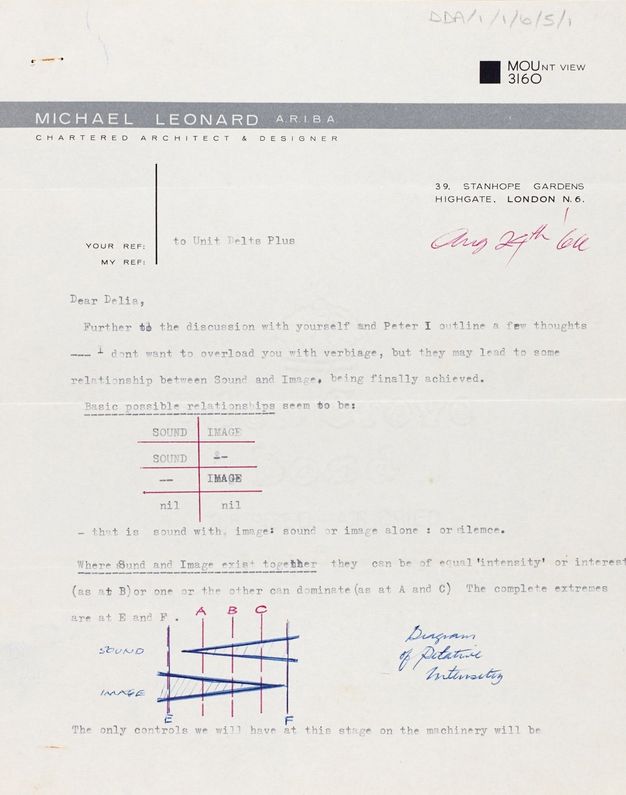 DDA/1/1/6/5/1
MOUNT VIEW
3160
MICHAEL LEONARD A.R.I.B.A.
CHARTERED ARCHITECT & DESIGNER
39, STANHOPE GARDENS
HIGHGATE, LONDON N.6.
Aug 24th '66
YOUR REF: to Unit Delts Plus
MY REF:
Dear Delia,
Further to the discussion with yourself and Peter I outline a few thoughts
--- I dont want to overload you with verbiage, but they may lead to some
relationship between Sound and Image, being finally achieved.
Basic possible relationships seem to be:
SOUND IMAGE
SOUND --
-- IMAGE
nil nil
- that is sound with image: sound or image alone : or silence.
Where Sund and Image exist together they can be of equal 'intensity' or interest
(as at B) or one or the other can dominate (as at A and C) The complete extremes
are at E and F.
A B C
SOUND
IMAGE
E F
Diagram
of Relative
Intensity
The only controls we will have at this stage on the machinery will be